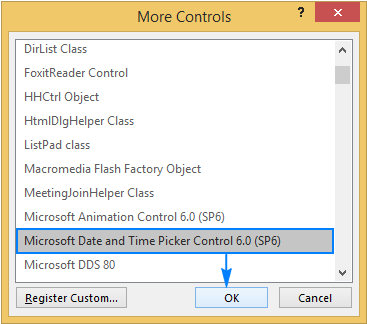 More Controls
?
DirList Class
FoxitReader Control
HHCtrl Object
HtmlDlgHelper Class
ListPad class
Macromedia Flash Factory Object
MeetingJoinHelper Class
Microsoft Animation Control 6.0 (SP6)
Microsoft Date and Time Picker Control 6.0 (SP6)
Microsoft DDS 80
Register Custom...
OK
Cancel